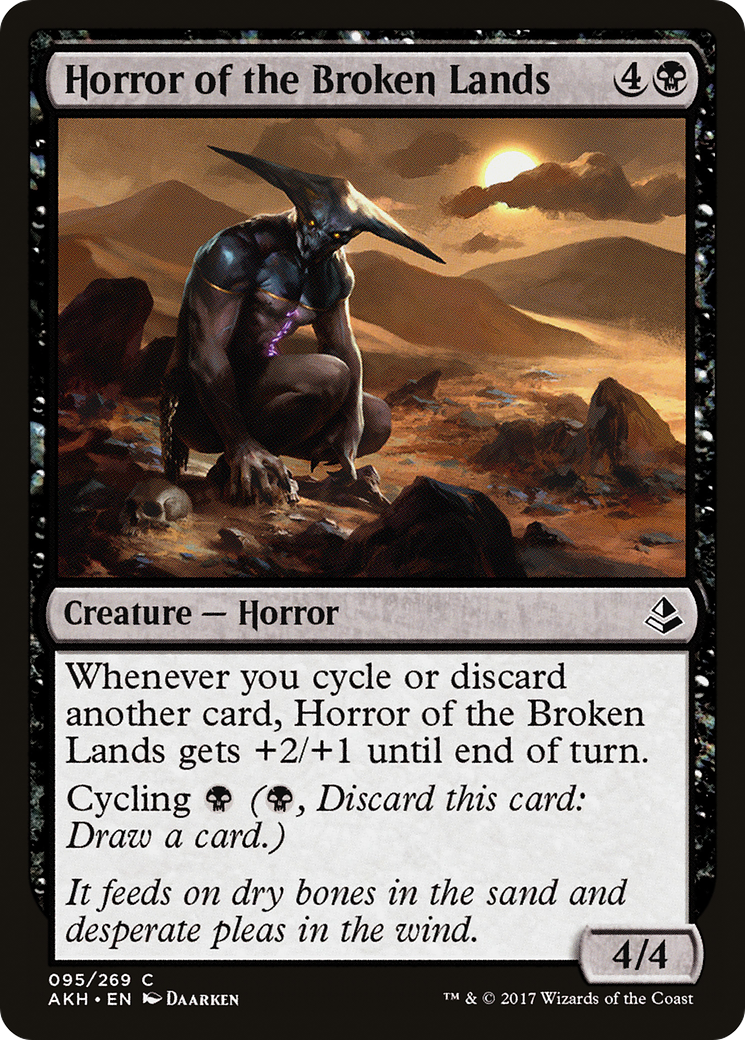 Horror of the Broken Lands 4
Creature — Horror
Whenever you cycle or discard
another card, Horror of the Broken
Lands gets +2/+1 until end of turn.
Cycling (, Discard this card:
Draw a card.)
It feeds on dry bones in the sand and
desperate pleas in the wind.
4/4
095/269 C
AKH • EN DAARKEN
™ & © 2017 Wizards of the Coast